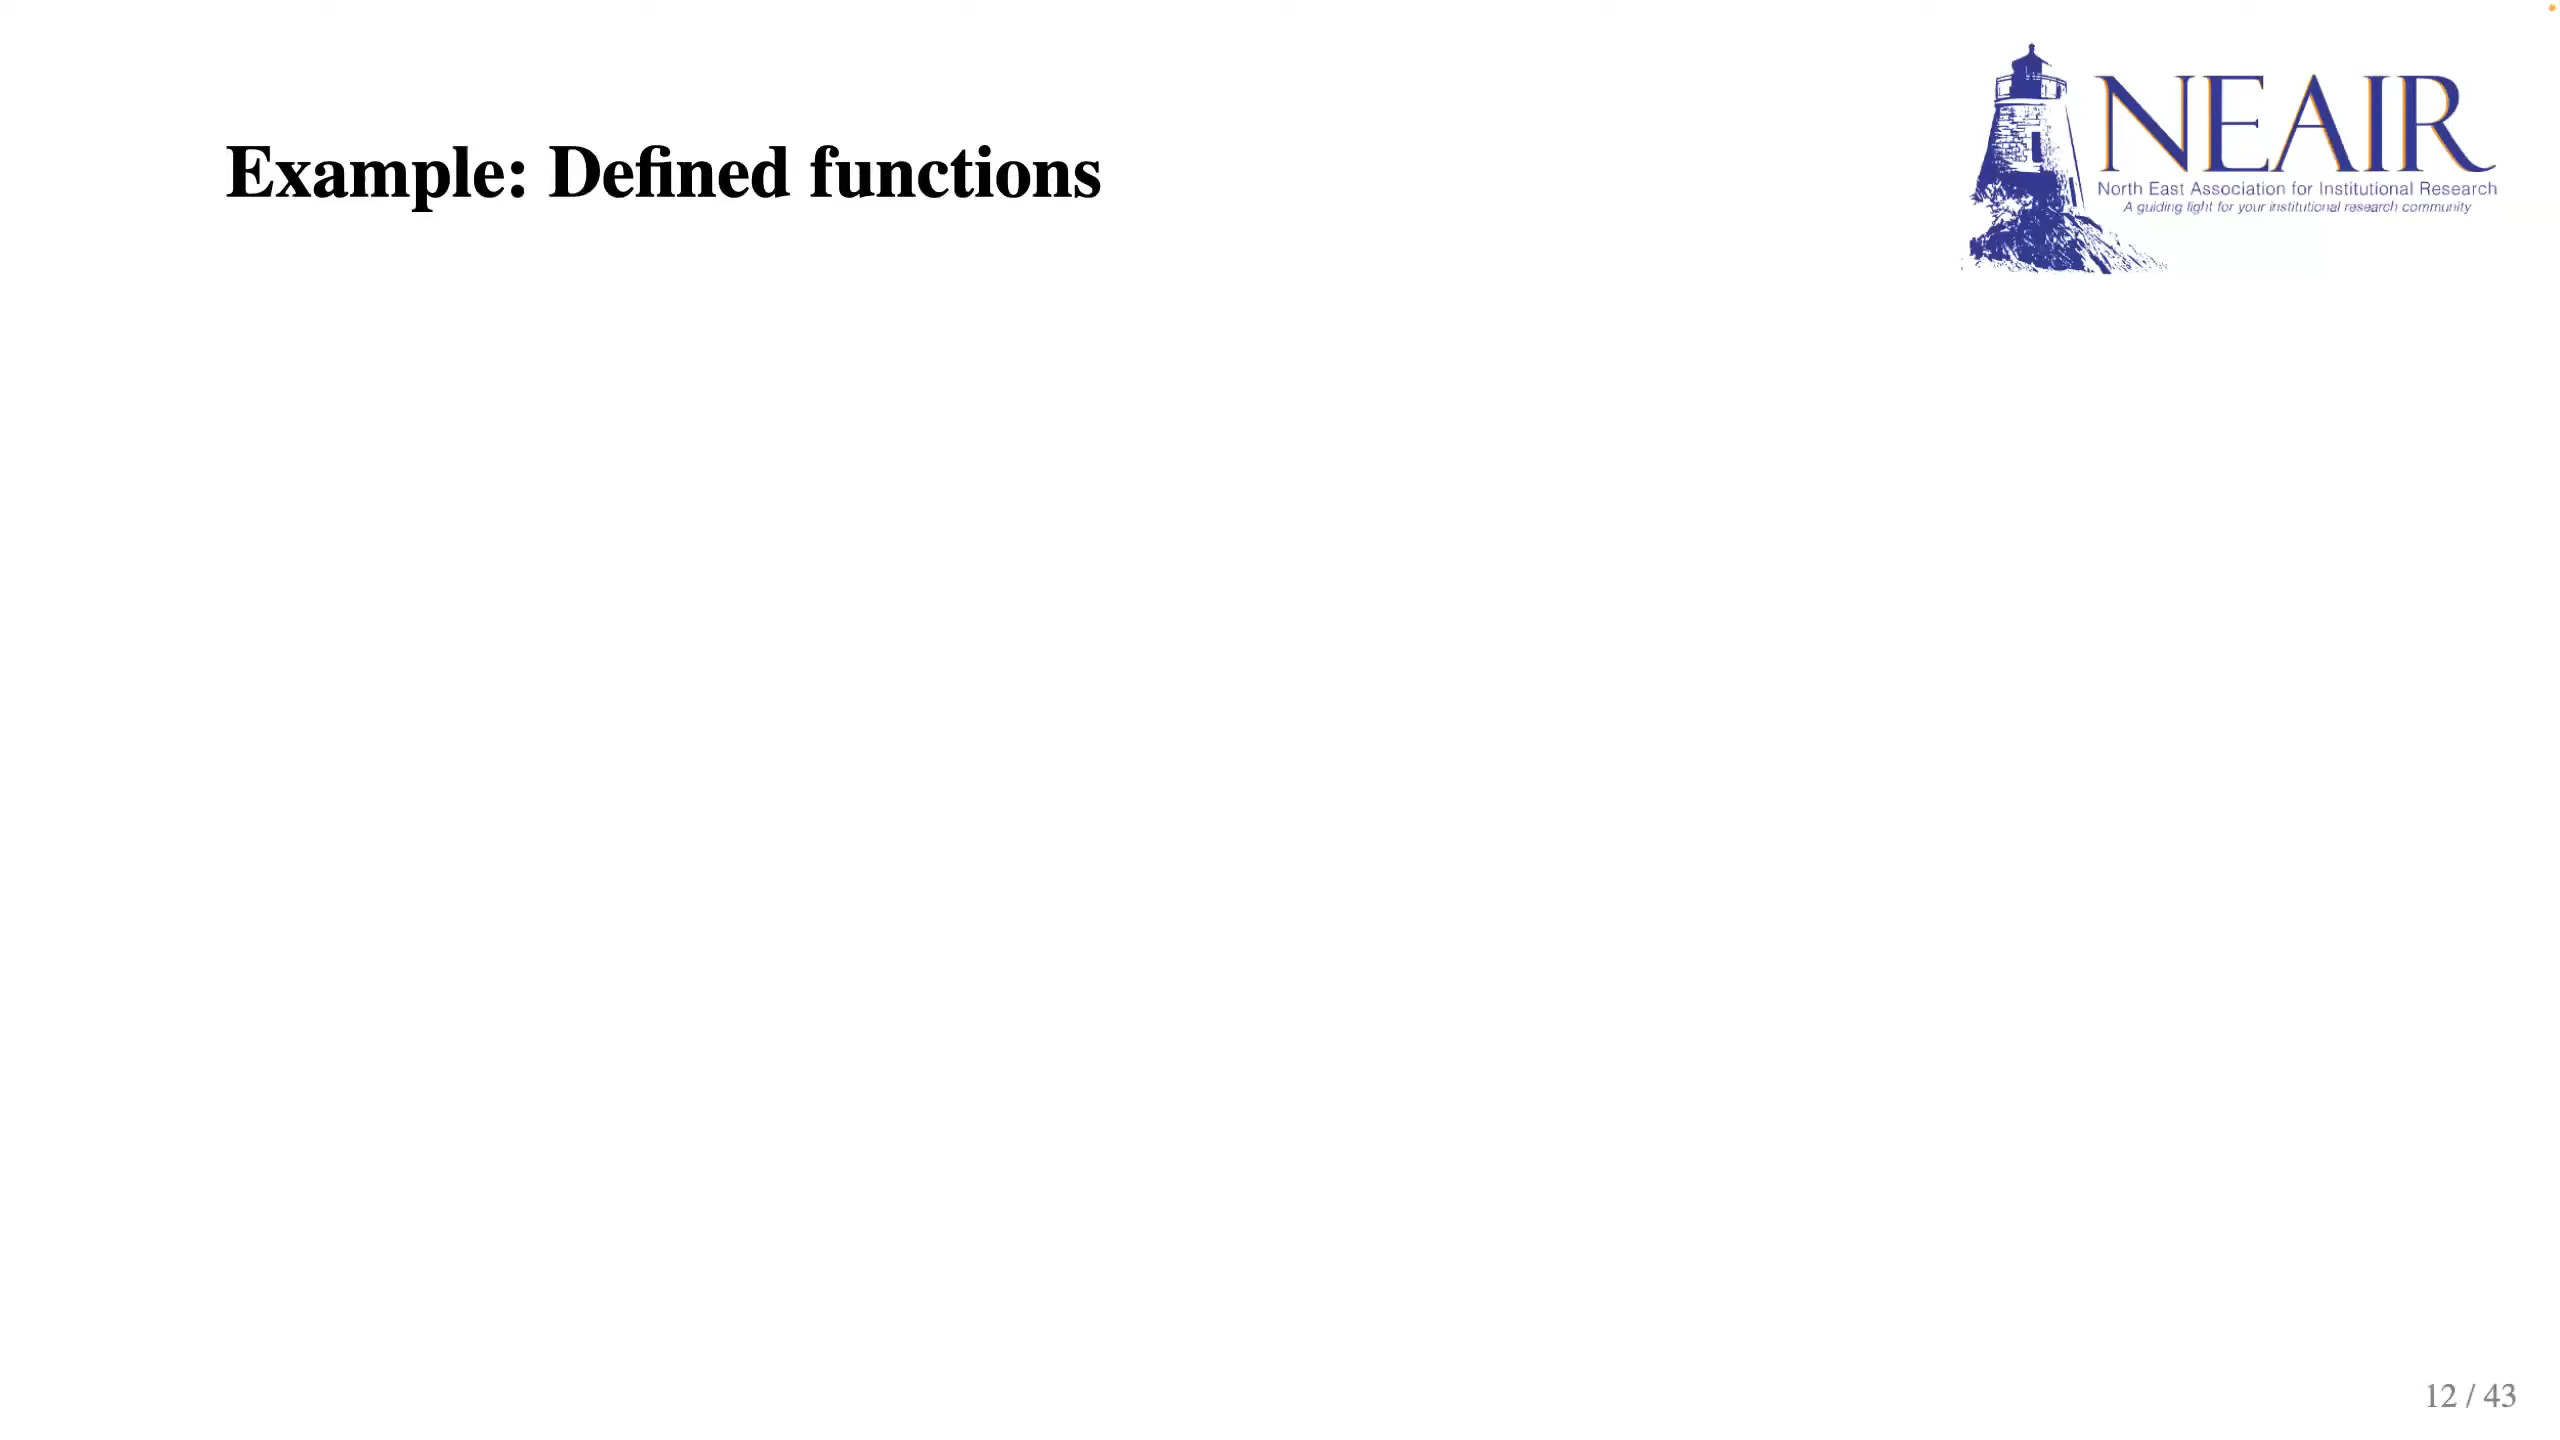 Example: Defined functions
NEAIR
North East Association for Institutional Research
A guiding light for your institutional research community
12 / 43